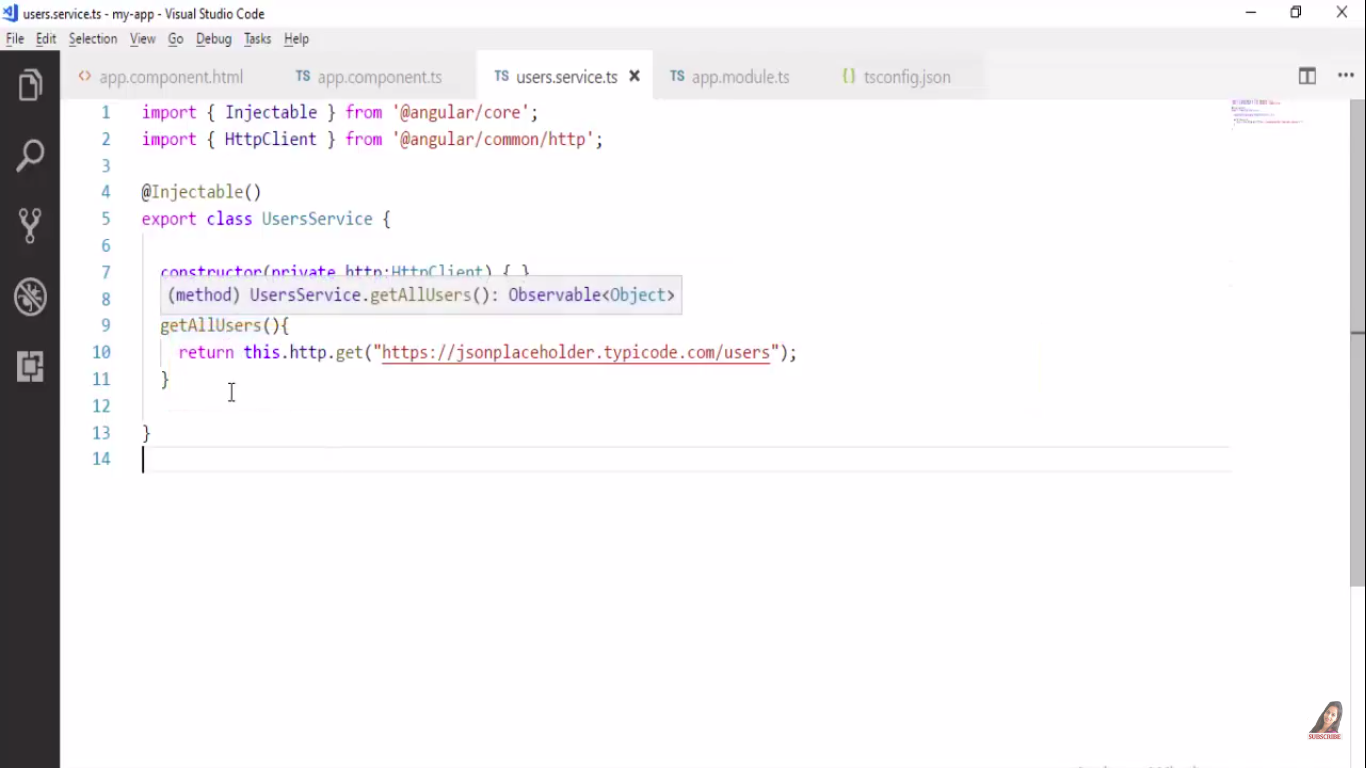 users.service.ts - my-app - Visual Studio Code
File Edit Selection View Go Debug Tasks Help
<> app.component.html TS app.component.ts TS users.service.ts × TS app.module.ts {} tsconfig.json
1 import { Injectable } from '@angular/core';
2 import { HttpClient } from '@angular/common/http';
3
4 @Injectable()
5 export class UsersService {
6
7 constructor(private http:HttpClient) { }
8 (method) UsersService.getAllUsers(): Observable<Object>
9 getAllUsers(){
10 return this.http.get("https://jsonplaceholder.typicode.com/users");
11 }
12
13 }
14
SUBSCRIBE